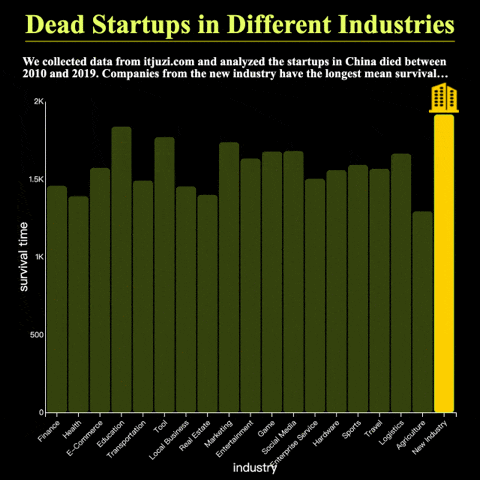 Dead Startups in Different Industries
We collected data from itjuzi.com and analyzed the startups in China died between
2010 and 2019. Companies from the new industry have the longest mean survival…
2K
1.5K
1K
500
0
survival time
Finance
Health
E-Commerce
Education
Transportation
Tool
Local Business
Real Estate
Marketing
Entertainment
Game
Social Media
Enterprise Service
Hardware
Sports
Travel
Logistics
Agriculture
New Industry
industry